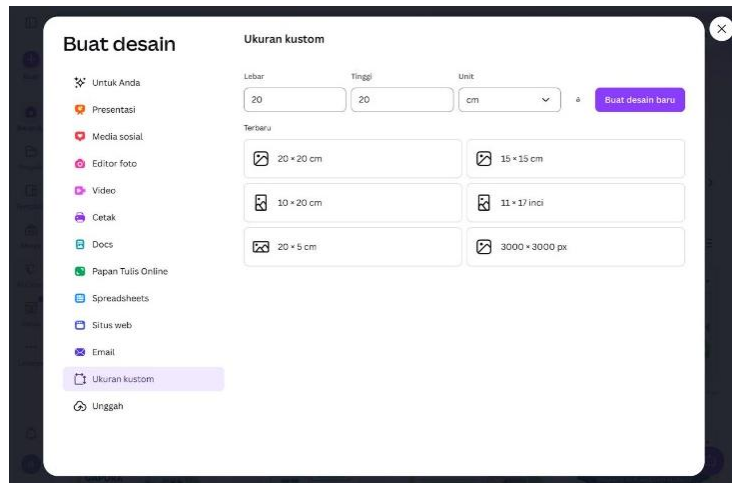 Buat desain
Untuk Anda
Presentasi
Media sosial
Editor foto
Video
Cetak
Docs
Papan Tulis Online
Spreadsheets
Situs web
Email
Ukuran kustom
Unggah
Ukuran kustom
Lebar
Tinggi
Unit
20
20
cm
Buat desain baru
Terbaru
20 × 20 cm
15 × 15 cm
10 × 20 cm
11 × 17 inci
20 × 5 cm
3000 × 3000 px